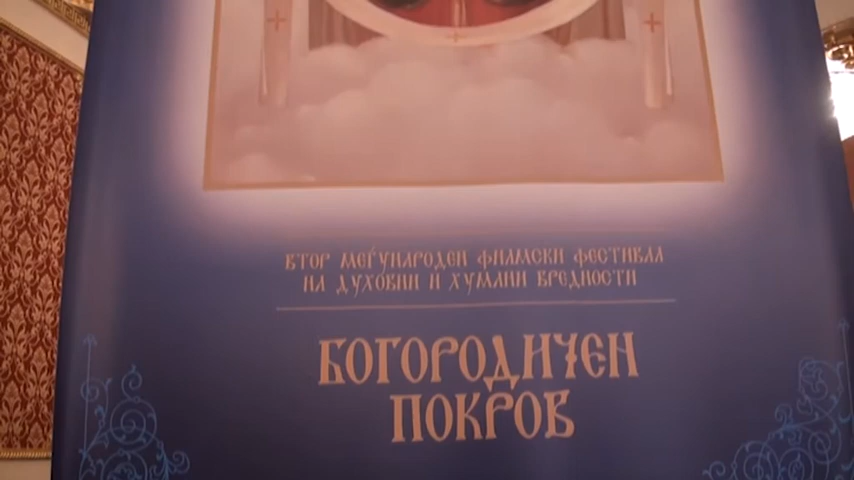 ВТОР МЕЃУНАРОДЕН ФИЛМСКИ ФЕСТИВАЛ
НА ДУХОВНИ И ХУМАНИ ВРЕДНОСТИ
БОГОРОДИЧЕН
ПОКРОВ